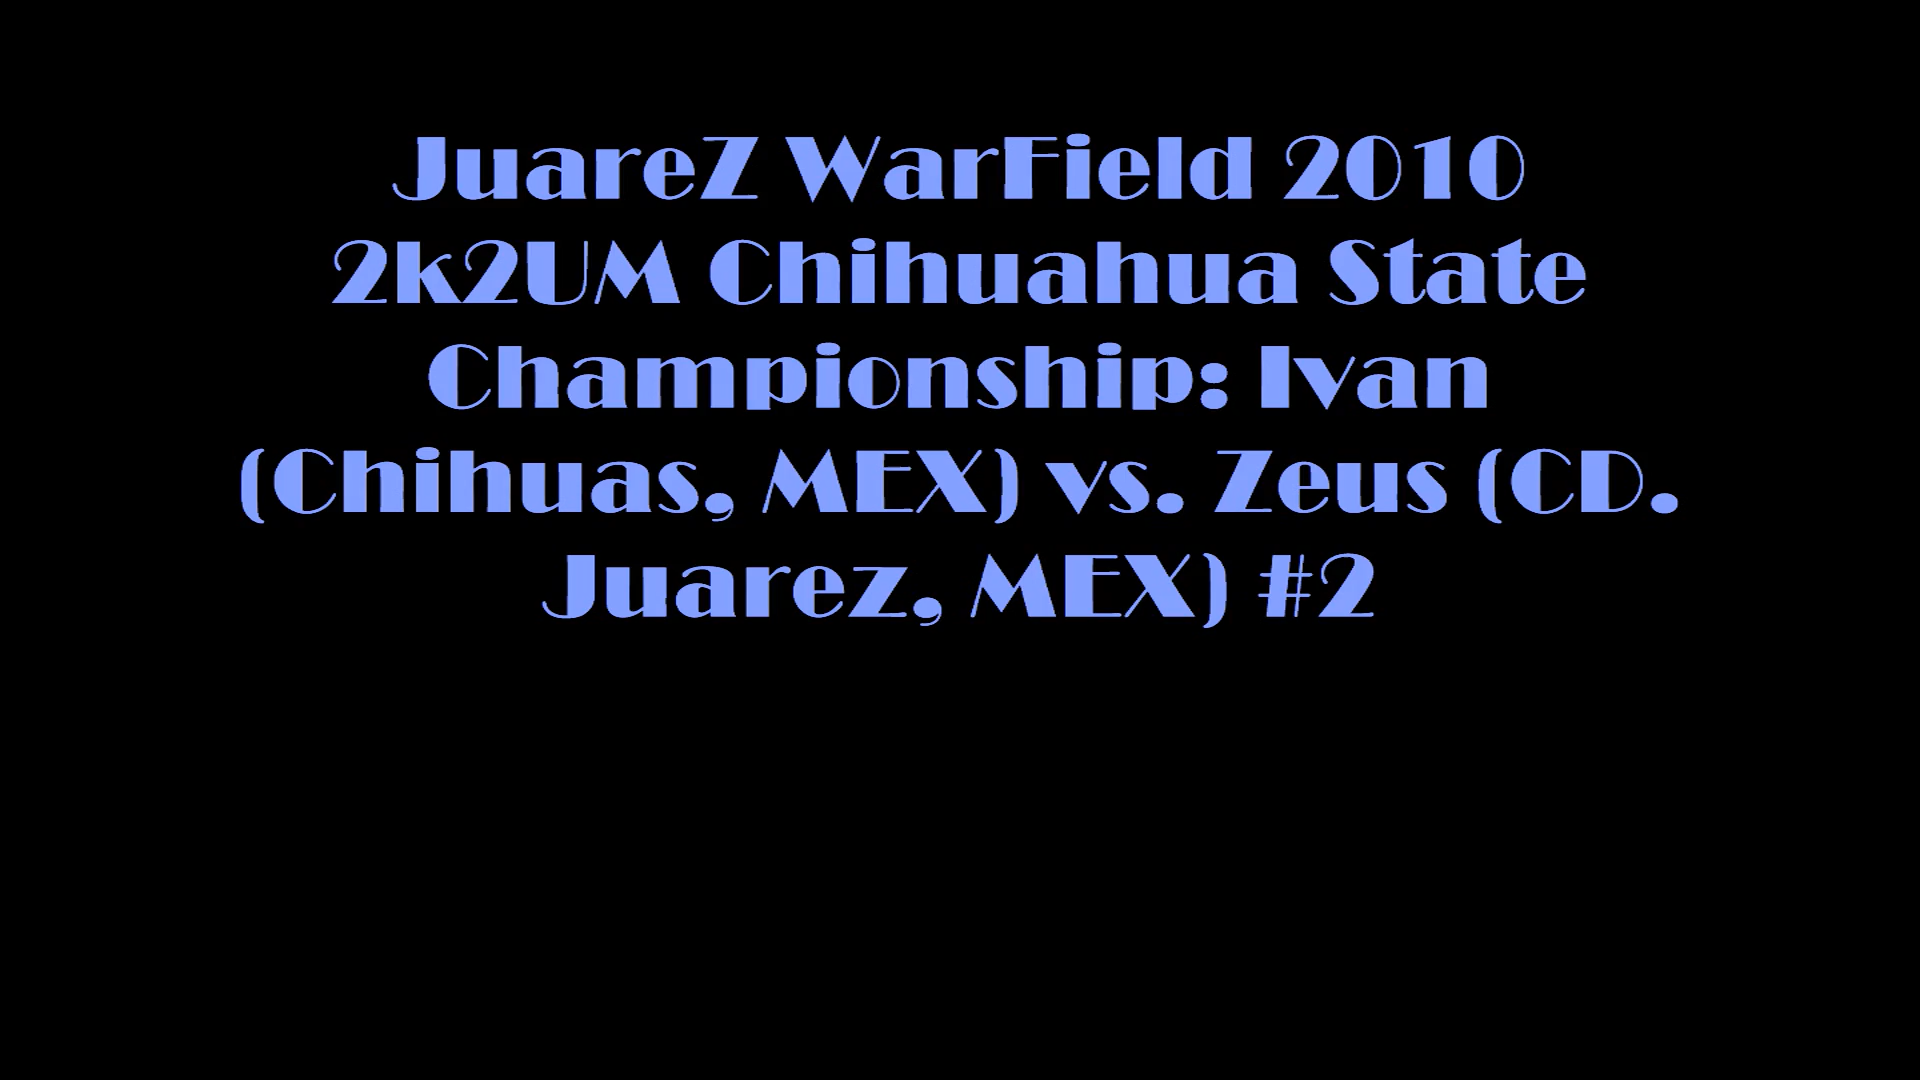 JuareZ WarField 2010
2k2UM Chihuahua State
Championship: Ivan
(Chihuas, MEX) vs. Zeus (CD.
Juarez, MEX) #2